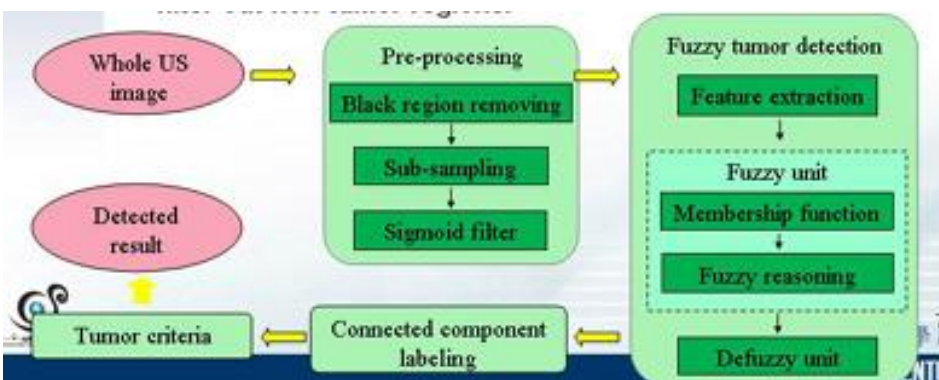 Whole US
image
Pre-processing
Black region removing
Sub-sampling
Sigmoid filter
Fuzzy tumor detection
Feature extraction
Fuzzy unit
Membership function
Fuzzy reasoning
Defuzzy unit
Connected component
labeling
Tumor criteria
Detected
result